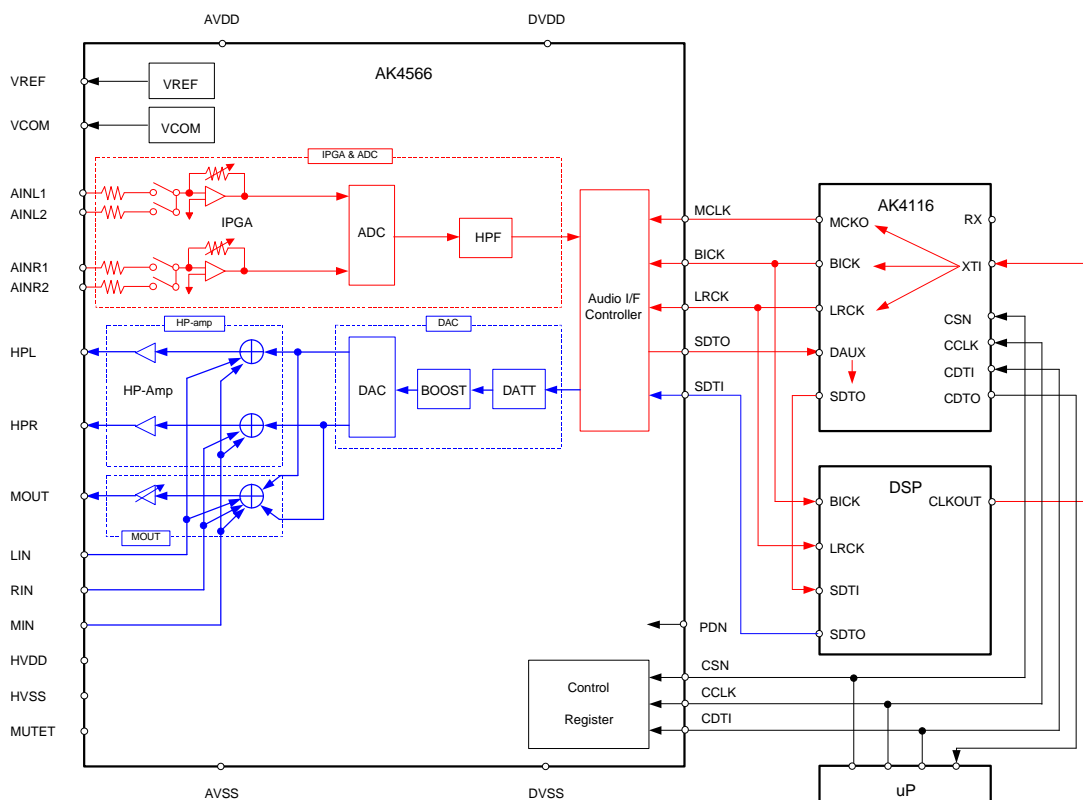 AVDD
DVDD
AK4566
VREF
VREF
VCOM
VCOM
IPGA & ADC
AINL1
AINL2
IPGA
AINR1
AINR2
ADC
HPF
Audio I/F
Controller
MCLK
BICK
LRCK
SDTO
SDTI
AK4116
MCKO
RX
BICK
XTI
LRCK
CSN
CCLK
DAUX
CDTI
SDTO
CDTO
HP-amp
DAC
HPL
HP-Amp
DAC
BOOST
DATT
HPR
MOUT
MOUT
LIN
RIN
MIN
HVDD
HVSS
MUTET
DSP
BICK
CLKOUT
LRCK
SDTI
SDTO
PDN
CSN
CCLK
CDTI
Control
Register
AVSS
DVSS
uP